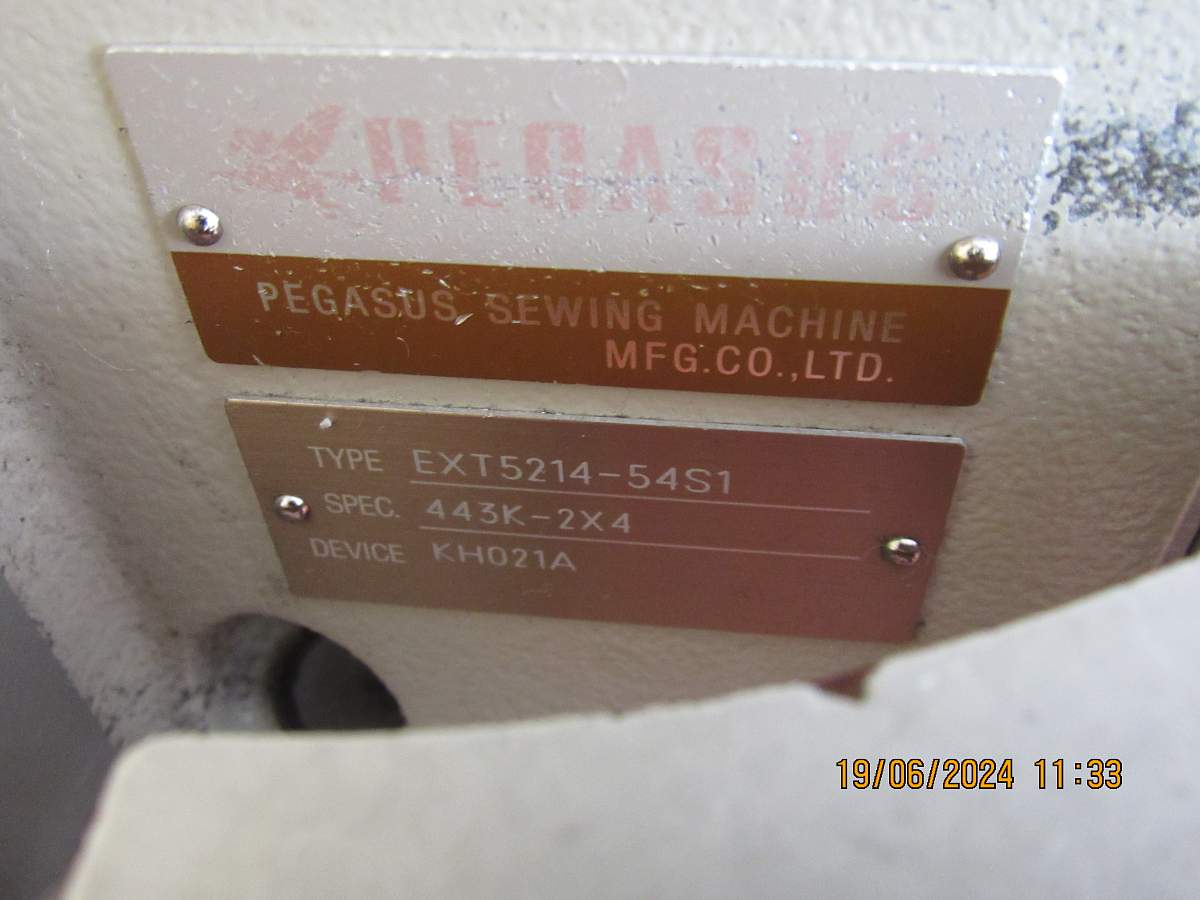 PEGASUS
PEGASUS SEWING MACHINE
MFG.CO.,LTD.
TYPE EXT5214-54S1
SPEC. 443K-2X4
DEVICE KH021A
19/06/2024 11:33